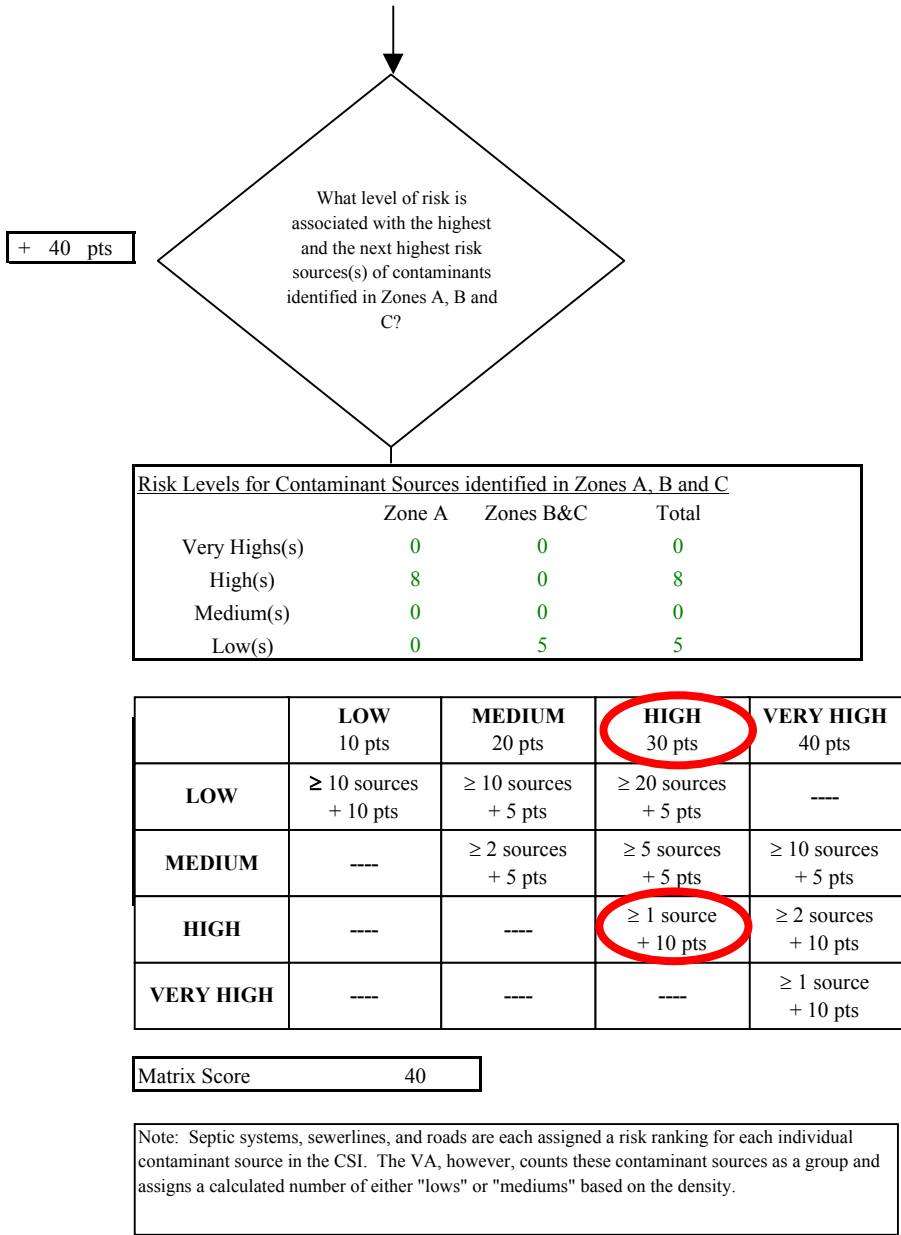 What level of risk is
associated with the highest
and the next highest risk
sources(s) of contaminants
identified in Zones A, B and
C?
+ 40 pts
Risk Levels for Contaminant Sources identified in Zones A, B and C
Zone A Zones B&C Total
Very Highs(s) 0 0 0
High(s) 8 0 8
Medium(s) 0 0 0
Low(s) 0 5 5
LOW MEDIUM HIGH VERY HIGH
10 pts 20 pts 30 pts 40 pts
LOW ≥ 10 sources ≥ 10 sources ≥ 20 sources ----
+ 10 pts + 5 pts + 5 pts
MEDIUM ---- ≥ 2 sources ≥ 5 sources ≥ 10 sources
+ 5 pts + 5 pts + 5 pts
HIGH ---- ---- ≥ 1 source ≥ 2 sources
+ 10 pts + 10 pts
VERY HIGH ---- ---- ---- ≥ 1 source
+ 10 pts
Matrix Score 40
Note: Septic systems, sewerlines, and roads are each assigned a risk ranking for each individual
contaminant source in the CSI. The VA, however, counts these contaminant sources as a group and
assigns a calculated number of either "lows" or "mediums" based on the density.